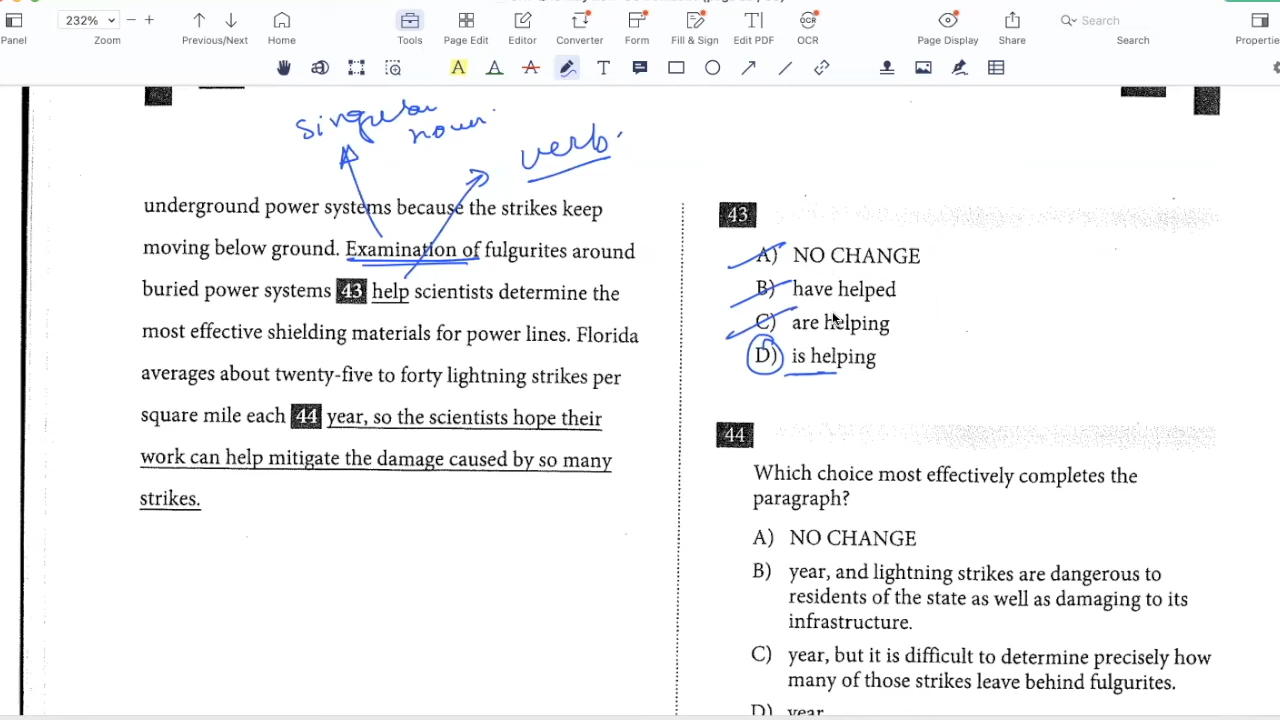 232%
Panel
Zoom
Previous/Next
Home
Tools
Page Edit
Editor
Converter
Form
Fill & Sign
Edit PDF
OCR
OCR
Page Display
Share
Search
Search
Properti
A A A T
singular
noun.
verb.
underground power systems because the strikes keep
moving below ground. Examination of fulgurites around
buried power systems 43 help scientists determine the
most effective shielding materials for power lines. Florida
averages about twenty-five to forty lightning strikes per
square mile each 44 year, so the scientists hope their
work can help mitigate the damage caused by so many
strikes.
43
A) NO CHANGE
B) have helped
C) are helping
D) is helping
44
Which choice most effectively completes the
paragraph?
A) NO CHANGE
B) year, and lightning strikes are dangerous to
residents of the state as well as damaging to its
infrastructure.
C) year, but it is difficult to determine precisely how
many of those strikes leave behind fulgurites.
D) year.